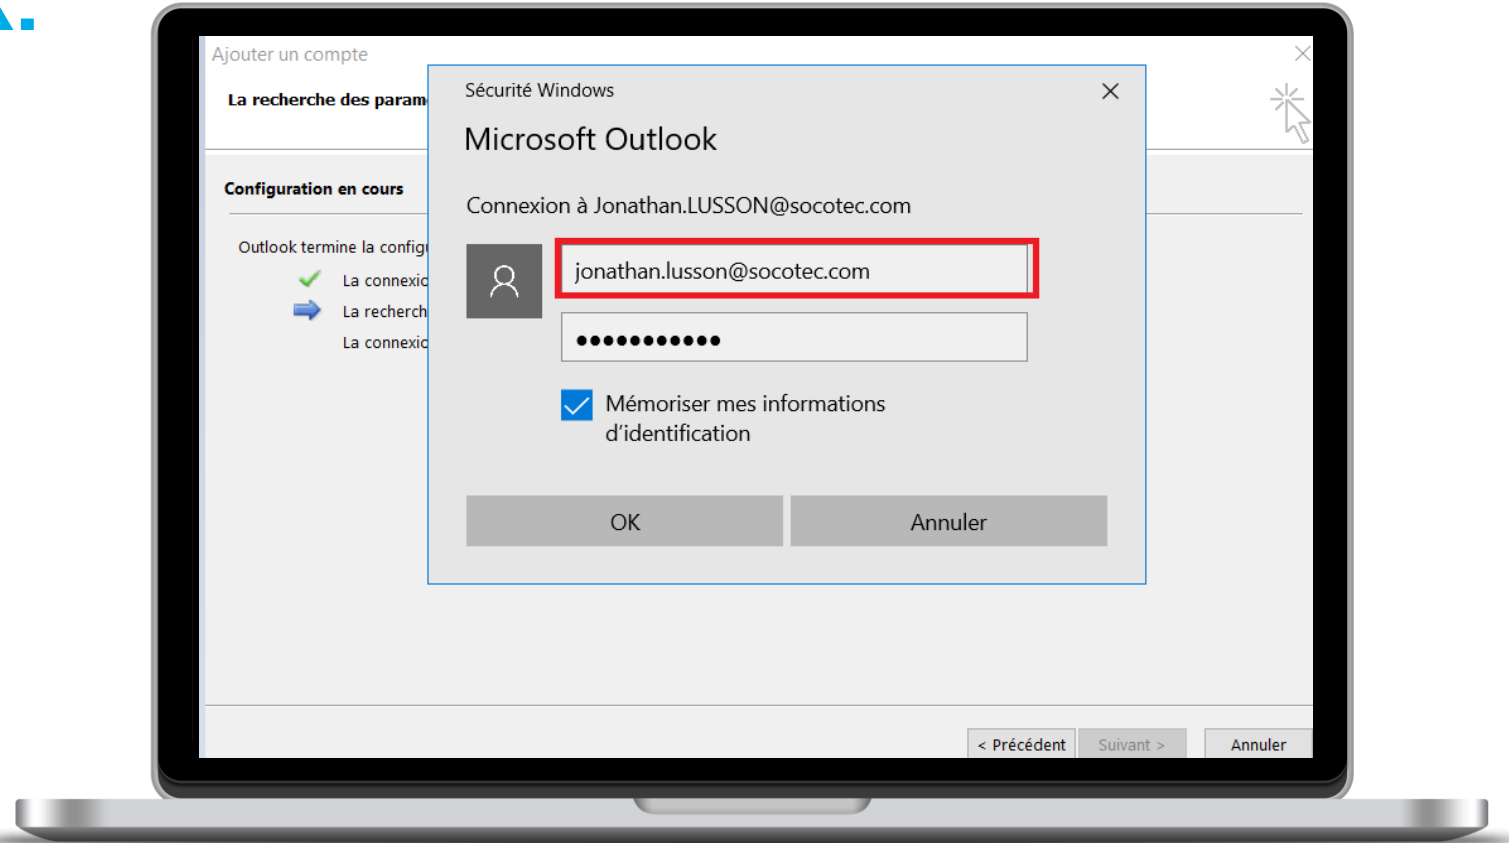 Ajouter un compte
La recherche des param
Sécurité Windows
Microsoft Outlook
Connexion à Jonathan.LUSSON@socotec.com
jonathan.lusson@socotec.com
●●●●●●●●●●●
Mémoriser mes informations
d'identification
OK
Annuler
Configuration en cours
Outlook termine la config
La connexio
La recherch
La connexio
< Précédent
Suivant >
Annuler